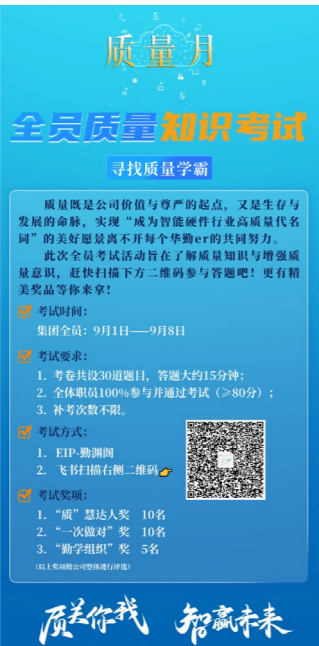 质量月
全员质量知识考试
寻找质量学霸
质量既是公司价值与尊严的起点，又是生存与
发展的命脉，实现“成为智能硬件行业高质量代名
词”的美好愿景离不开每个华勤er的共同努力。
此次全员考试活动旨在了解质量知识与增强质
量意识，赶快扫描下方二维码参与答题吧！更有精
美奖品等你来拿！
考试时间：
集团全员：9月1日——9月8日
考试要求：
1. 考卷共设30道题目，答题大约15分钟；
2. 全体职员100%参与并通过考试（≥80分）；
3. 补考次数不限。
考试方式：
1. EIP-勤渊阁
2. 飞书扫描右侧二维码
考试奖项：
1. “质”慧达人奖 10名
2. “一次做对”奖 10名
3. “勤学组织”奖 5名
（以上奖项按公司整体进行评选）
质关你我 智赢未来